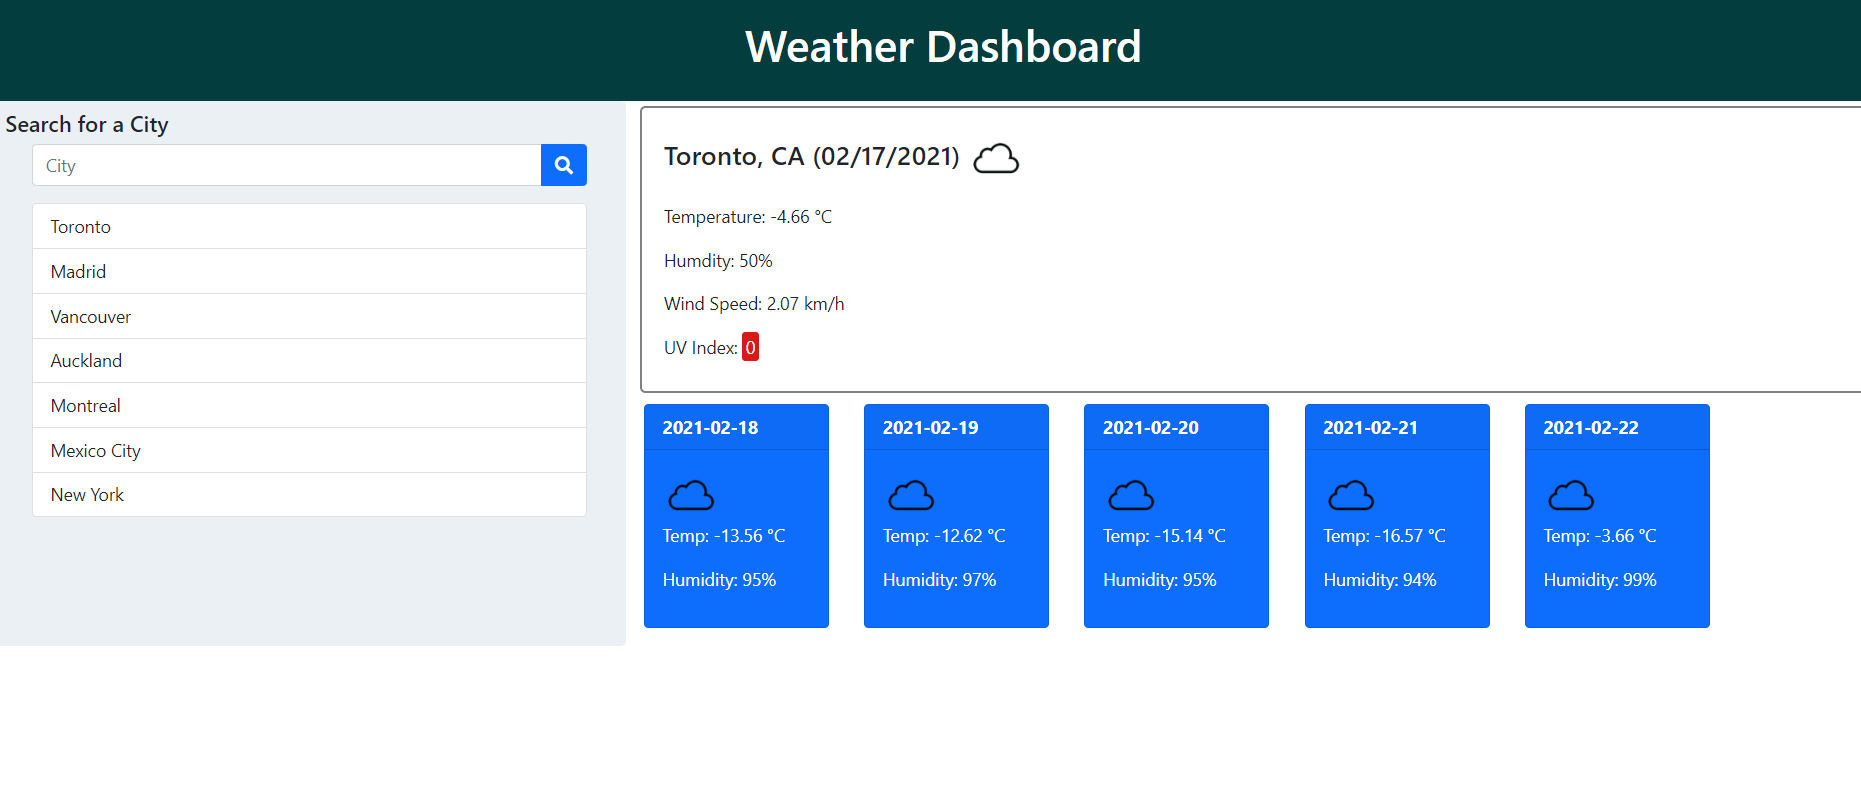 Weather Dashboard
Search for a City
City
Toronto
Madrid
Vancouver
Auckland
Montreal
Mexico City
New York
Toronto, CA (02/17/2021)
Temperature: -4.66 °C
Humdity: 50%
Wind Speed: 2.07 km/h
UV Index: 0
2021-02-18
Temp: -13.56 °C
Humidity: 95%
2021-02-19
Temp: -12.62 °C
Humidity: 97%
2021-02-20
Temp: -15.14 °C
Humidity: 95%
2021-02-21
Temp: -16.57 °C
Humidity: 94%
2021-02-22
Temp: -3.66 °C
Humidity: 99%